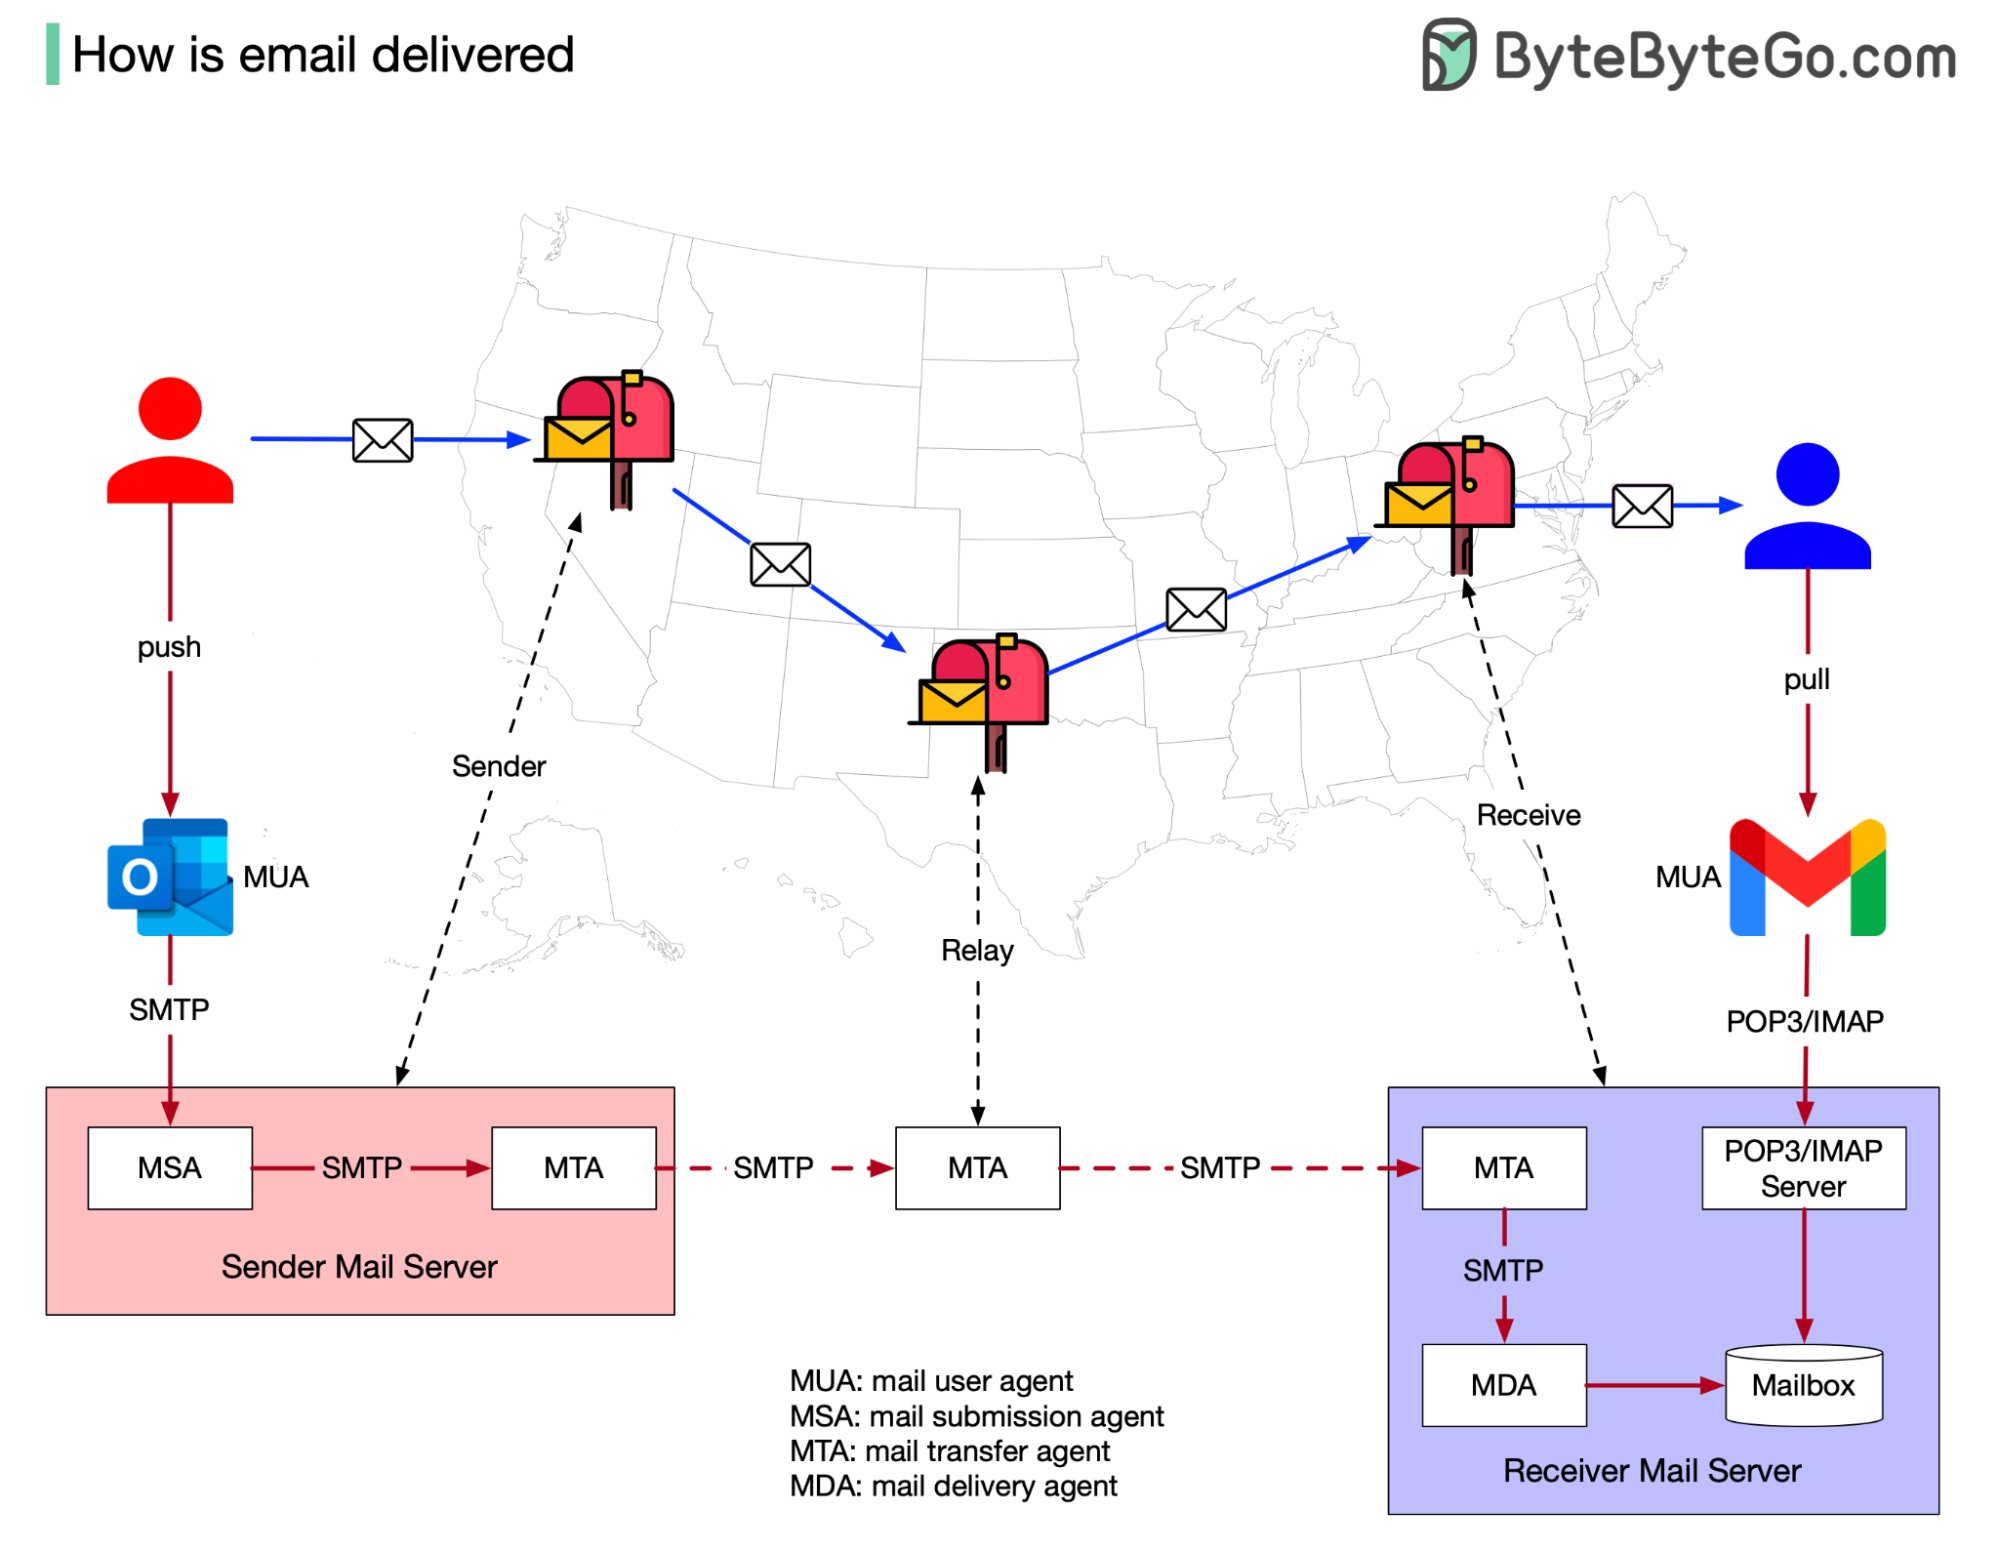 How is email delivered
ByteByteGo.com
push
pull
Sender
Receive
O
MUA
MUA
Relay
SMTP
POP3/IMAP
MSA
SMTP
MTA
SMTP
MTA
SMTP
MTA
POP3/IMAP
Server
Sender Mail Server
SMTP
MDA
Mailbox
MUA: mail user agent
MSA: mail submission agent
MTA: mail transfer agent
MDA: mail delivery agent
Receiver Mail Server